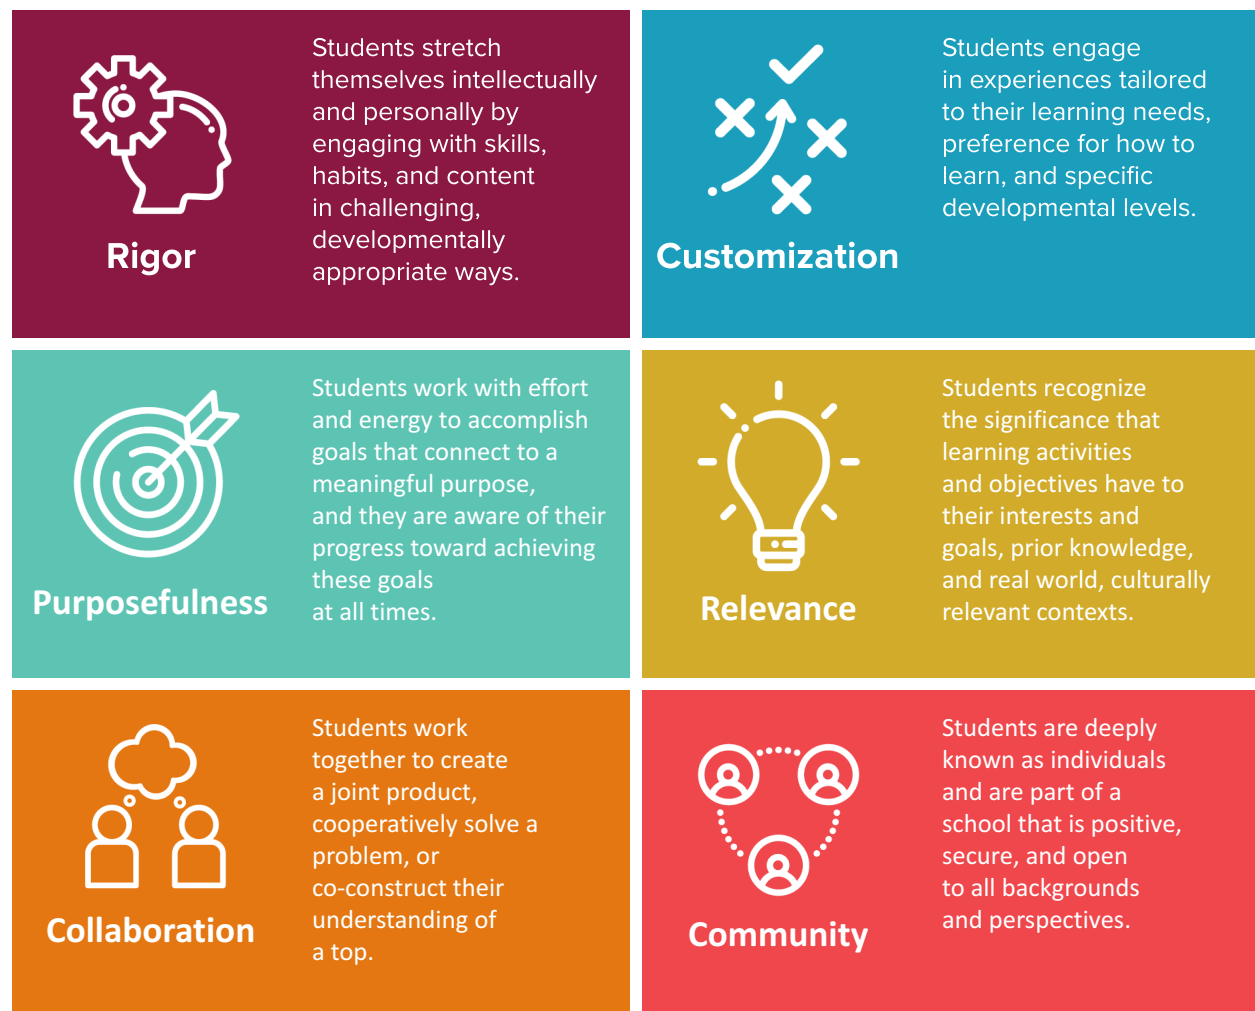 Students stretch
themselves intellectually
and personally by
engaging with skills,
habits, and content
in challenging,
developmentally
appropriate ways.
Rigor
Students engage
in experiences tailored
to their learning needs,
preference for how to
learn, and specific
developmental levels.
Customization
Students work with effort
and energy to accomplish
goals that connect to a
meaningful purpose,
and they are aware of their
progress toward achieving
these goals
at all times.
Purposefulness
Students recognize
the significance that
learning activities
and objectives have to
their interests and
goals, prior knowledge,
and real world, culturally
relevant contexts.
Relevance
Students work
together to create
a joint product,
cooperatively solve a
problem, or
co-construct their
understanding of
a top.
Collaboration
Students are deeply
known as individuals
and are part of a
school that is positive,
secure, and open
to all backgrounds
and perspectives.
Community